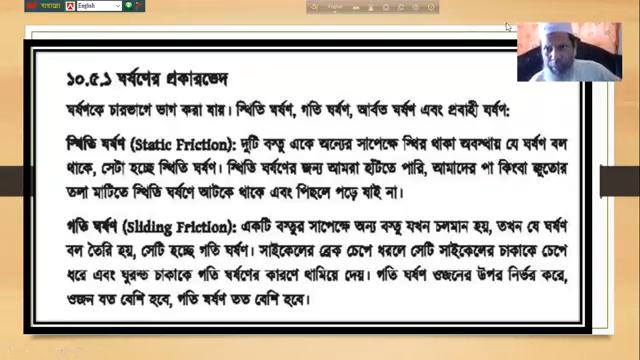 English
১০.৫.১ ঘর্ষণের প্রকারভেদ
ঘর্ষণকে চারভাগে ভাগ করা যায়। স্থিতি ঘর্ষণ, গতি ঘর্ষণ, আর্বত ঘর্ষণ এবং প্রবাহী ঘর্ষণ:
স্থিতি ঘর্ষণ (Static Friction): দুটি বস্তু একে অন্যের সাপেক্ষে স্থির থাকা অবস্থায় যে ঘর্ষণ বল
থাকে, সেটা হচ্ছে স্থিতি ঘর্ষণ। স্থিতি ঘর্ষণের জন্য আমরা হাঁটতে পারি, আমাদের পা কিংবা জুতোর
তলা মাটিতে স্থিতি ঘর্ষণে আটকে থাকে এবং পিছলে পড়ে যাই না।
গতি ঘর্ষণ (Sliding Friction): একটি বস্তুর সাপেক্ষে অন্য বস্তু যখন চলমান হয়, তখন যে ঘর্ষণ
বল তৈরি হয়, সেটি হচ্ছে গতি ঘর্ষণ। সাইকেলের ব্রেক চেপে ধরলে সেটি সাইকেলের চাকাকে চেপে
ধরে এবং ঘুরন্ত চাকাকে গতি ঘর্ষণের কারণে থামিয়ে দেয়। গতি ঘর্ষণ ওজনের উপর নির্ভর করে,
ওজন যত বেশি হবে, গতি ঘর্ষণ তত বেশি হবে।